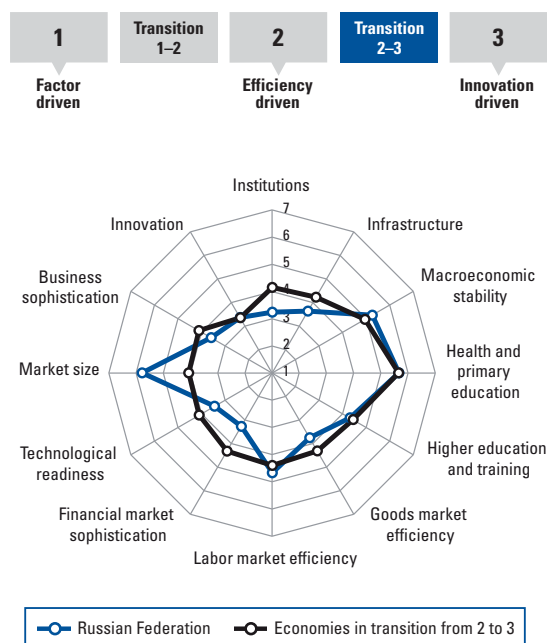 1
Transition
1–2
2
Transition
2–3
3
Factor
driven
Efficiency
driven
Innovation
driven
Institutions
7
6
5
4
3
2
1
Infrastructure
Macroeconomic
stability
Health and
primary
education
Higher education
and training
Goods market
efficiency
Labor market efficiency
Financial market
sophistication
Technological
readiness
Market size
Business
sophistication
Innovation
Russian Federation
Economies in transition from 2 to 3